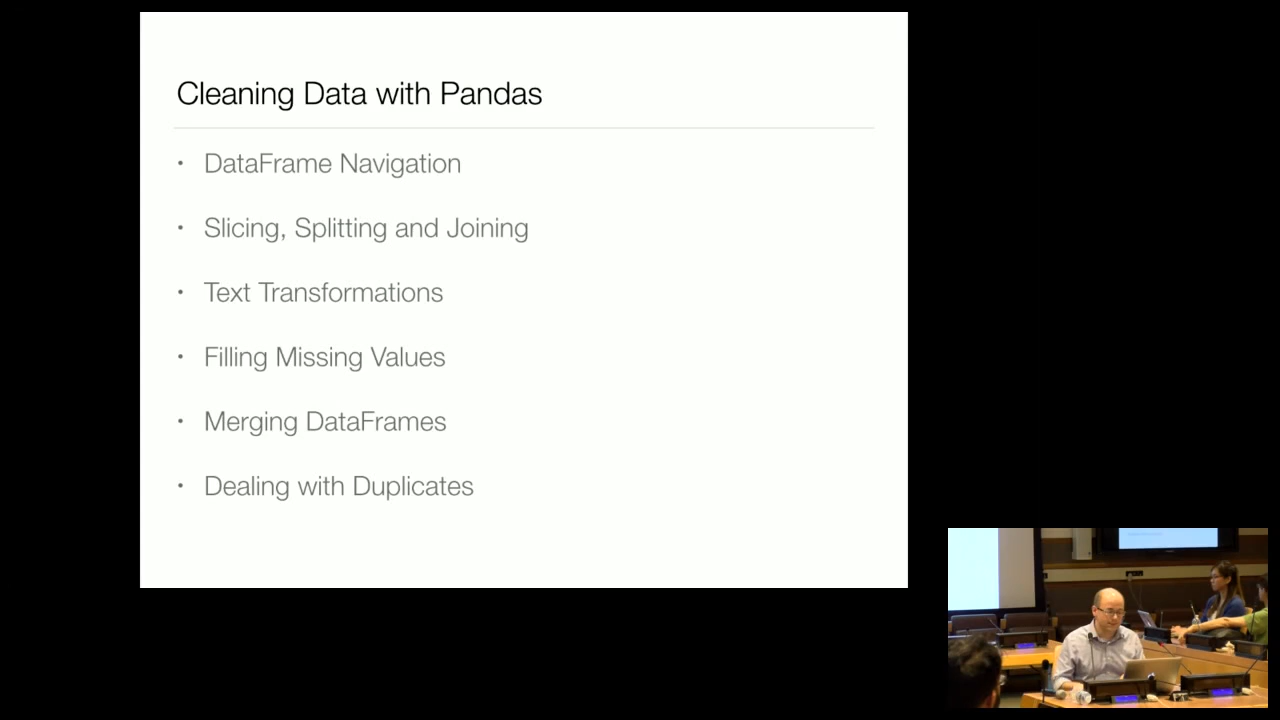 Cleaning Data with Pandas
• DataFrame Navigation
• Slicing, Splitting and Joining
• Text Transformations
• Filling Missing Values
• Merging DataFrames
• Dealing with Duplicates